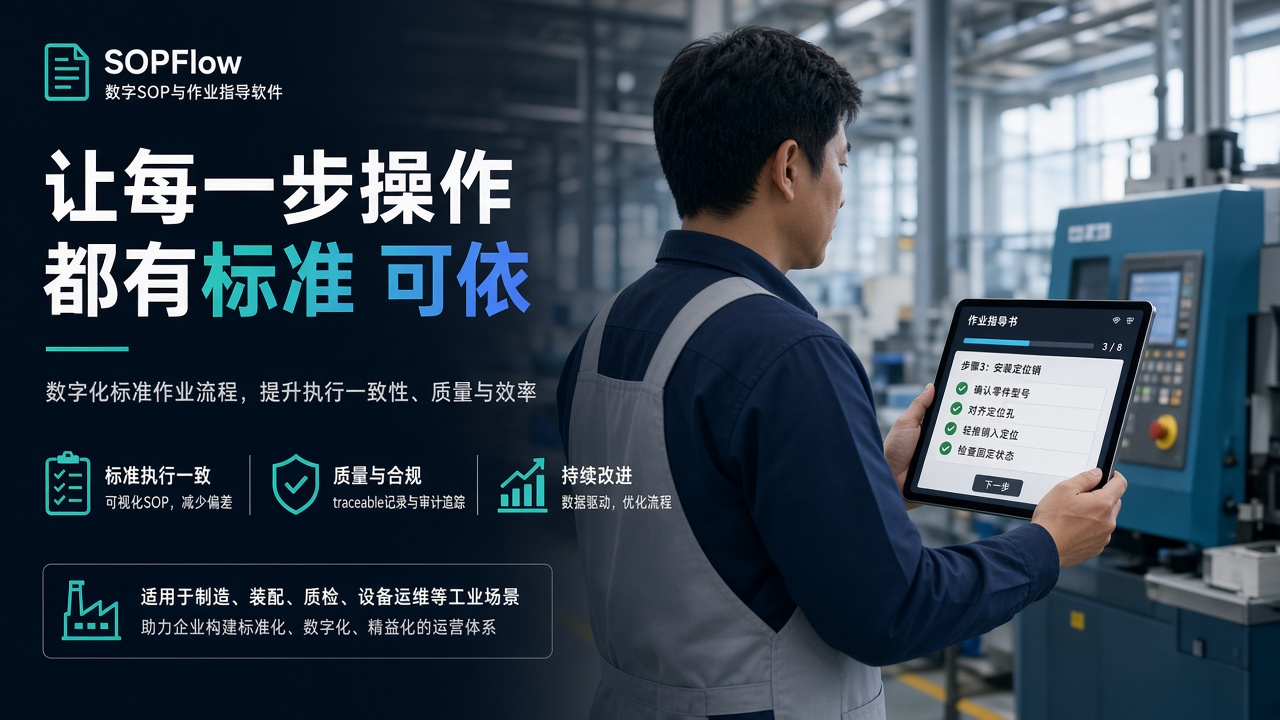 SOPFlow
数字SOP与作业指导软件
让每一步操作
都有标准 可依
数字化标准作业流程，提升执行一致性、质量与效率
标准执行一致
可视化SOP，减少偏差
质量与合规
traceable记录与审计追踪
持续改进
数据驱动，优化流程
适用于制造、装配、质检、设备运维等工业场景
助力企业构建标准化、数字化、精益化的运营体系
作业指导书
3 / 8
步骤3：安装定位销
确认零件型号
对齐定位孔
轻推销入定位
检查固定状态
下一步